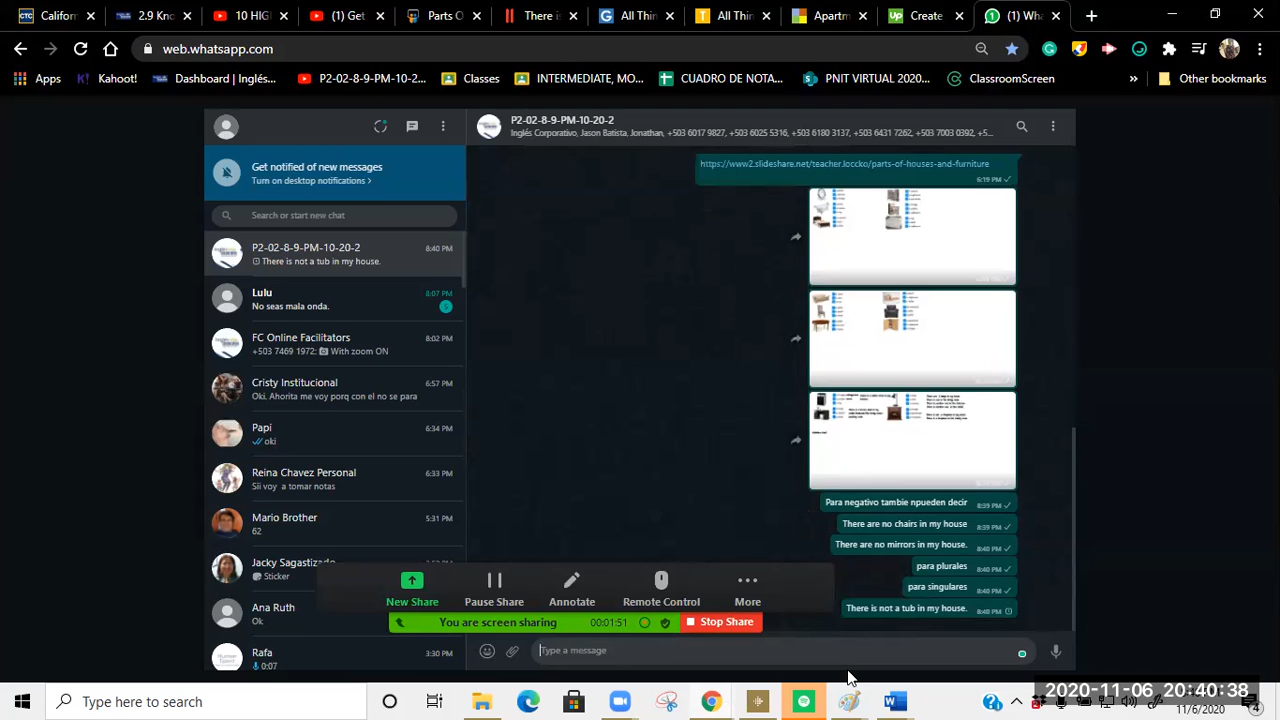 Californ
2.9 Kno
10 HIG
(1) Get
Parts o
There is
All Thin
All Thin
Apartm
Create
(1) Wha
web.whatsapp.com
Apps
Kahoot!
Dashboard | Inglés...
P2-02-8-9-PM-10-2...
Classes
INTERMEDIATE, MO...
CUADRO DE NOTA...
PNIT VIRTUAL 2020...
ClassroomScreen
Other bookmarks
P2-02-8-9-PM-10-20-2
Inglés Corporativo, Jason Batista, Jonathan, +503 6017 9827, +503 6025 5316, +503 6180 3137, +503 6431 7262, +503 7003 0392, +5...
Get notified of new messages
Turn on desktop notifications >
Search or start new chat
P2-02-8-9-PM-10-20-2 8:40 PM
There is not a tub in my house.
Lulu 8:07 PM
No seas mala onda. 1
FC Online Facilitators 8:02 PM
+503 7469 1972: With zoom ON
Cristy Institucional 6:57 PM
Oki. Ahoritame voy pero com in internet se pone
Papi 6:34 PM
oki
Reina Chavez Personal 6:33 PM
Sii voy a tomar notas
Mario Brother 5:31 PM
62
Jacky Sagastizado
Sticker
Ana Ruth
Ok
Rafa 3:30 PM
0:07
https://www2.slideshare.net/teacher.loccko/parts-of-houses-and-furniture
6:19 PM
Para negativo tambie npueden decir 8:39 PM
There are no chairs in my house 8:39 PM
There are no mirrors in my house. 8:40 PM
para plurales 8:40 PM
para singulares 8:40 PM
There is not a tub in my house. 8:40 PM
New Share
Pause Share
Annotate
Remote Control
More
You are screen sharing 00:01:51 Stop Share
Type a message
Type here to search
2020-11-06 20:40:38
11/6/2020